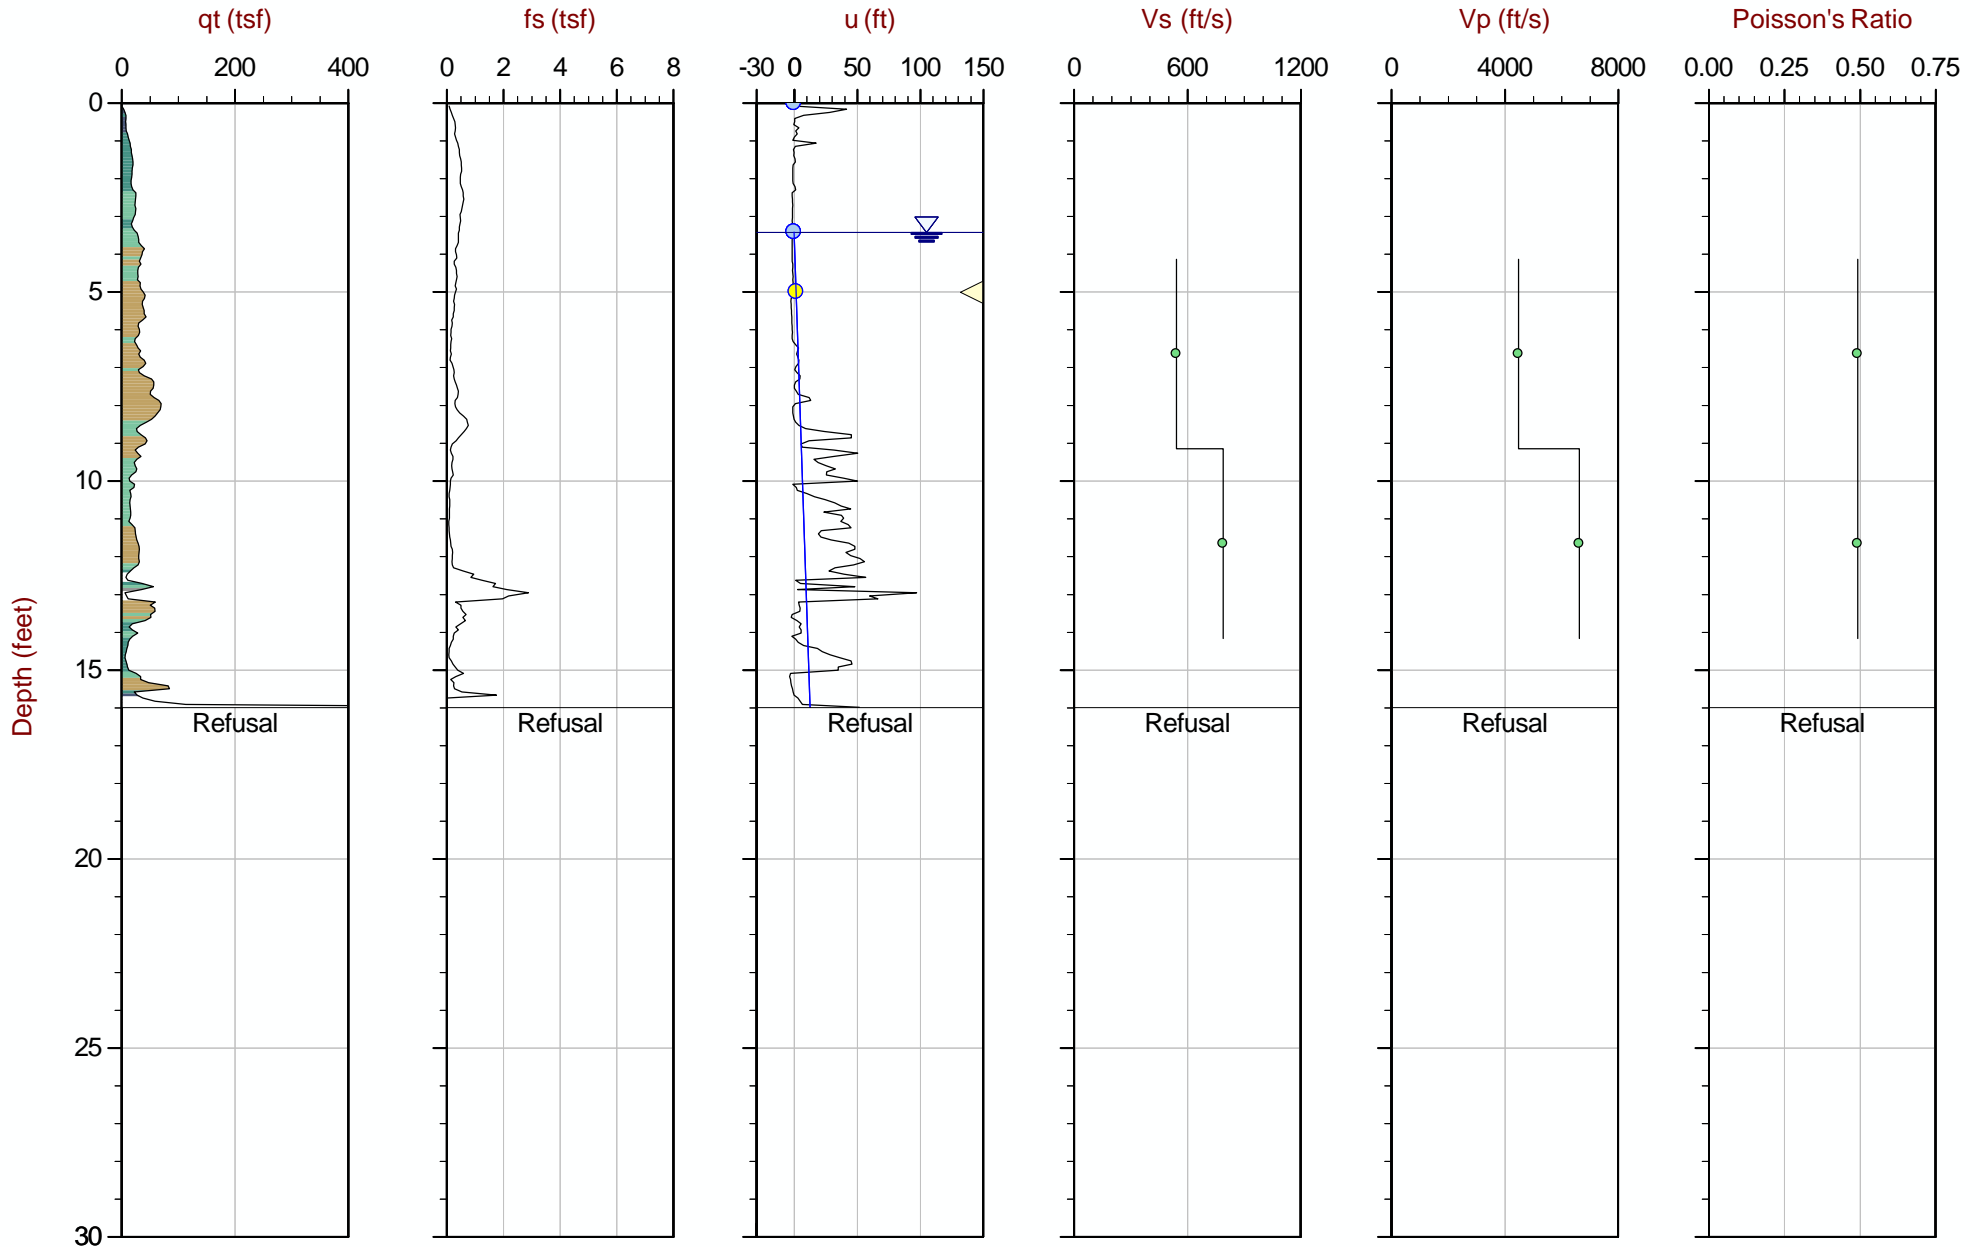 qt (tsf) fs (tsf) u (ft) Vs (ft/s) Vp (ft/s) Poisson's Ratio
0 200 400 0 2 4 6 8 -30 0 50 100 150 0 600 1200 0 4000 8000 0.00 0.25 0.50 0.75
0
5
10
15
Refusal Refusal Refusal Refusal Refusal Refusal
20
25
30
Depth (feet)